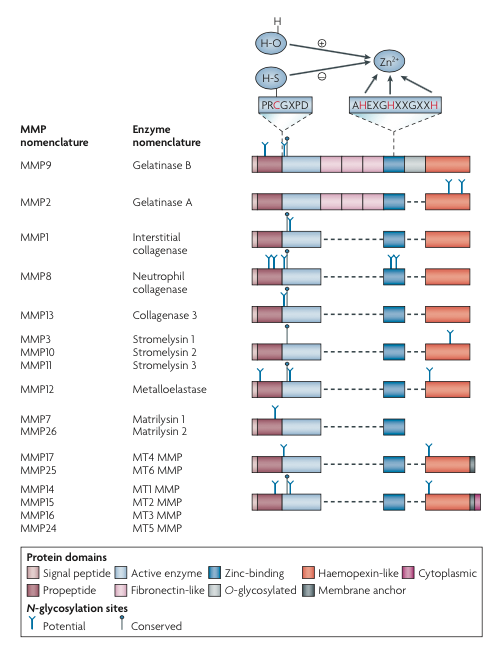 H
H-O
+
Zn2+
H-S
−
PRCGXPD
AHEXGHXXGXXH
MMP nomenclature
Enzyme nomenclature
MMP9 Gelatinase B
MMP2 Gelatinase A
MMP1 Interstitial collagenase
MMP8 Neutrophil collagenase
MMP13 Collagenase 3
MMP3 Stromelysin 1
MMP10 Stromelysin 2
MMP11 Stromelysin 3
MMP12 Metalloelastase
MMP7 Matrilysin 1
MMP26 Matrilysin 2
MMP17 MT4 MMP
MMP25 MT6 MMP
MMP14 MT1 MMP
MMP15 MT2 MMP
MMP16 MT3 MMP
MMP24 MT5 MMP
Protein domains
Signal peptide Active enzyme Zinc-binding Haemopexin-like Cytoplasmic
Propeptide Fibronectin-like O-glycosylated Membrane anchor
N-glycosylation sites
Potential Conserved